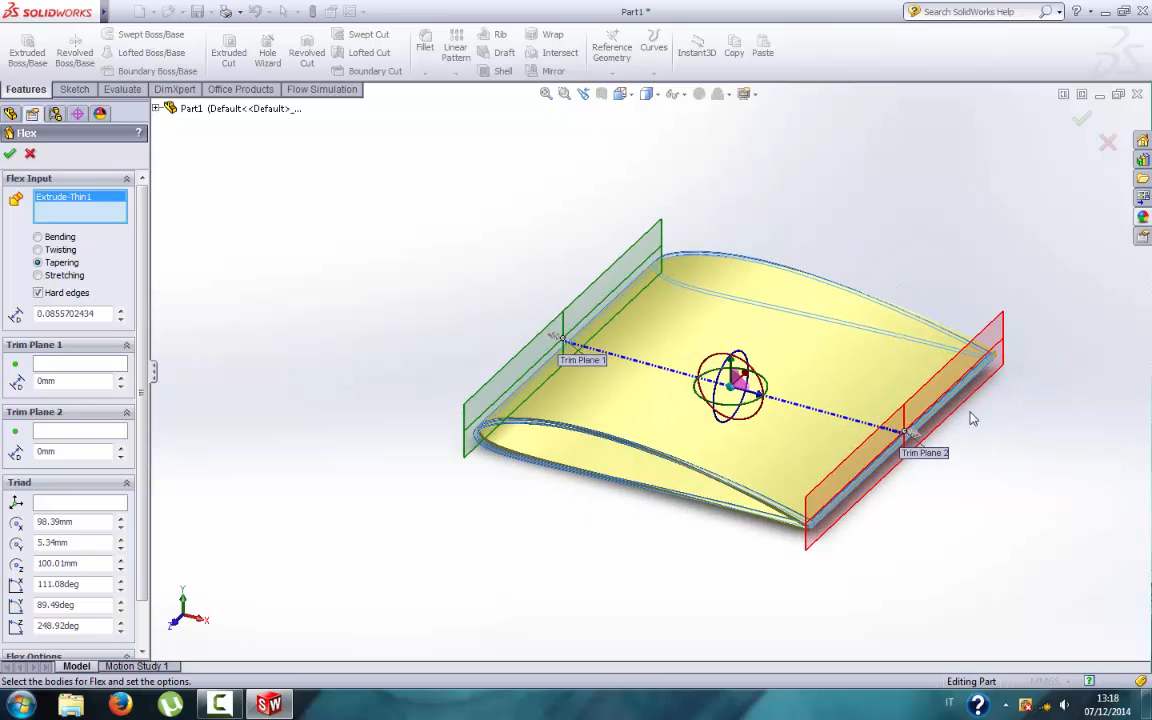 SOLIDWORKS
Part1 *
Search SolidWorks Help
Extruded Boss/Base
Revolved Boss/Base
Swept Boss/Base
Lofted Boss/Base
Boundary Boss/Base
Extruded Cut
Hole Wizard
Revolved Cut
Swept Cut
Lofted Cut
Boundary Cut
Fillet
Linear Pattern
Rib
Draft
Shell
Wrap
Intersect
Mirror
Reference Geometry
Curves
Instant3D
Copy
Paste
Features
Sketch
Evaluate
DimXpert
Office Products
Flow Simulation
Part1 (Default<<Default>_...
Flex
?
Flex Input
Extrude-Thin1
Bending
Twisting
Tapering
Stretching
Hard edges
0.0855702434
Trim Plane 1
0mm
Trim Plane 2
0mm
Triad
98.39mm
5.34mm
100.01mm
111.08deg
89.49deg
248.92deg
Flex Options
Trim Plane 1
Trim Plane 2
Y
X
Z
Model
Motion Study 1
Select the bodies for Flex and set the options.
Editing Part
MMGS
IT
13:18
07/12/2014